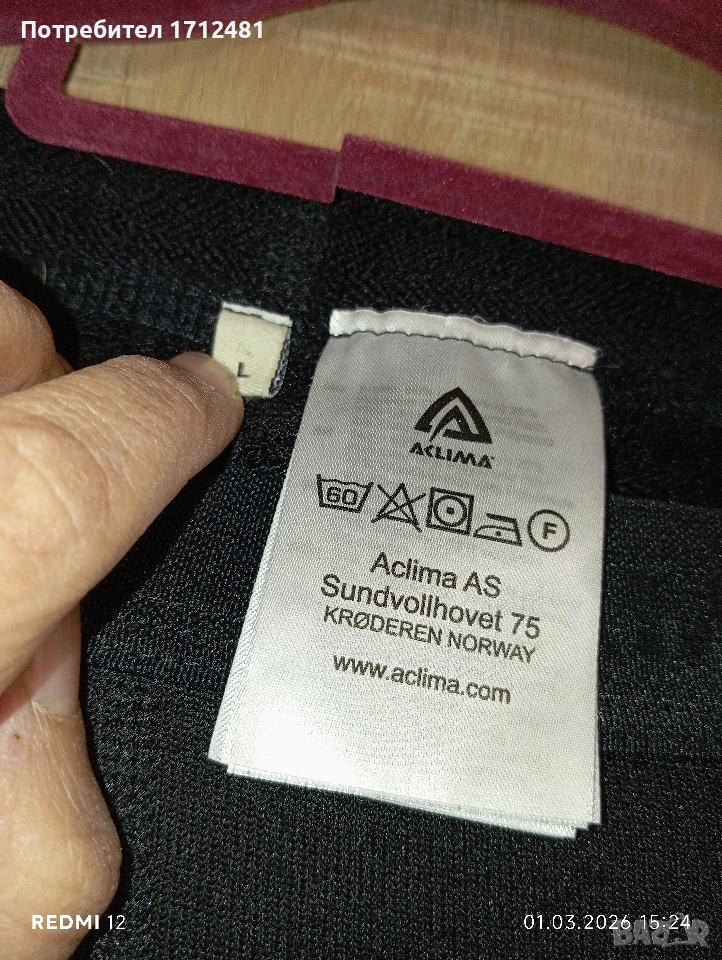 Потребител 1712481
L
ACLIMA
60
F
Aclima AS
Sundvollhovet 75
KRØDEREN NORWAY
www.aclima.com
REDMI 12
01.03.2026 15:24